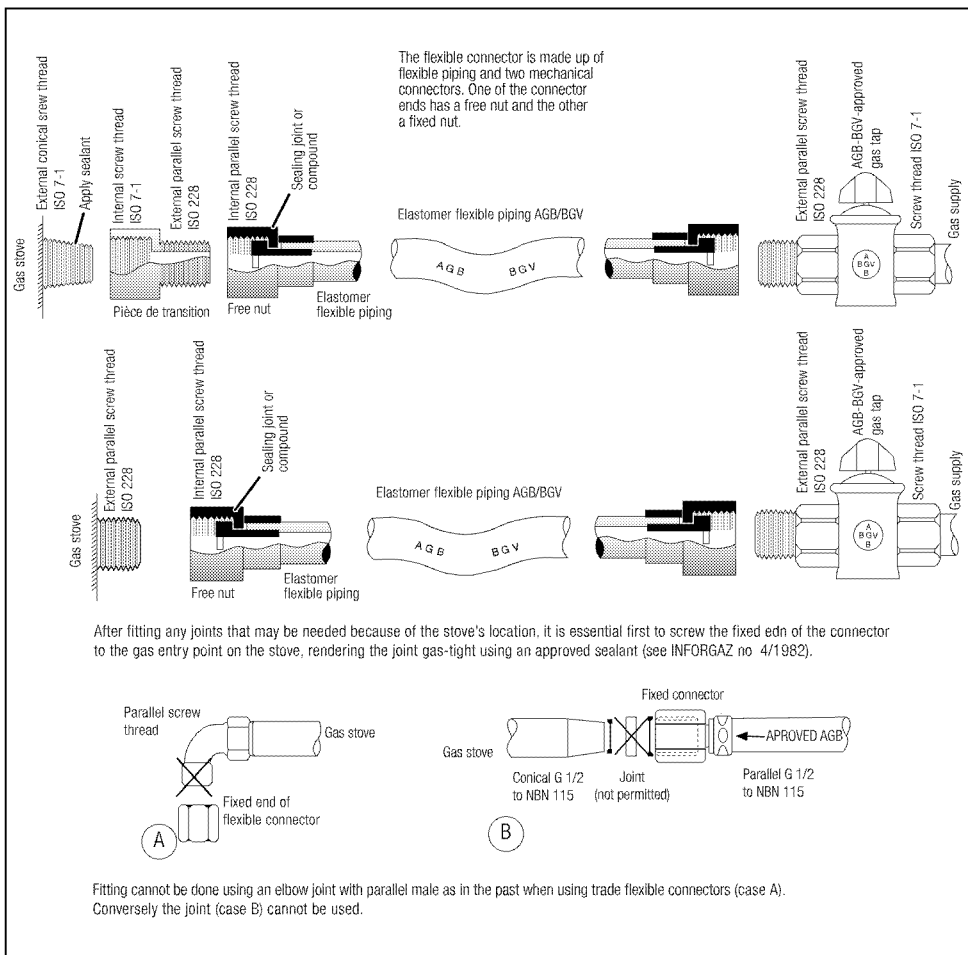 The flexible connector is made up of
flexible piping and two mechanical
connectors. One of the connector
ends has a free nut and the other
a fixed nut.
Gas stove
External conical srew thread
ISO 7-1
Apply sealant
Internal screw thread
ISO 7-1
External parallel screw thread
ISO 228
Pièce de transition
Internal parallel screw thread
ISO 228
Sealing joint or
compound
Free nut
Elastomer
flexible piping
Elastomer flexible piping AGB/BGV
AGB BGV
External parallel screw thread
ISO 228
AGB-BGV-approved
gas tap
A
BGV
B
Screw thread ISO 7-1
Gas supply
Gas stove
External parallel screw thread
ISO 228
Internal parallel screw thread
ISO 228
Sealing joint or
compound
Free nut
Elastomer
flexible piping
Elastomer flexible piping AGB/BGV
AGB BGV
External parallel screw thread
ISO 228
AGB-BGV-approved
gas tap
A
BGV
B
Screw thread ISO 7-1
Gas supply
After fitting any joints that may be needed because of the stove's location, it is essential first to screw the fixed edn of the connector
to the gas entry point on the stove, rendering the joint gas-tight using an approved sealant (see INFORGAZ no 4/1982).
Parallel screw
thread
Gas stove
Fixed end of
flexible connector
A
Fixed connector
Gas stove
APROVED AGB
Conical G 1/2
to NBN 115
Joint
(not permitted)
Parallel G 1/2
to NBN 115
B
Fitting cannot be done using an elbow joint with parallel male as in the past when using trade flexible connectors (case A).
Conversely the joint (case B) cannot be used.